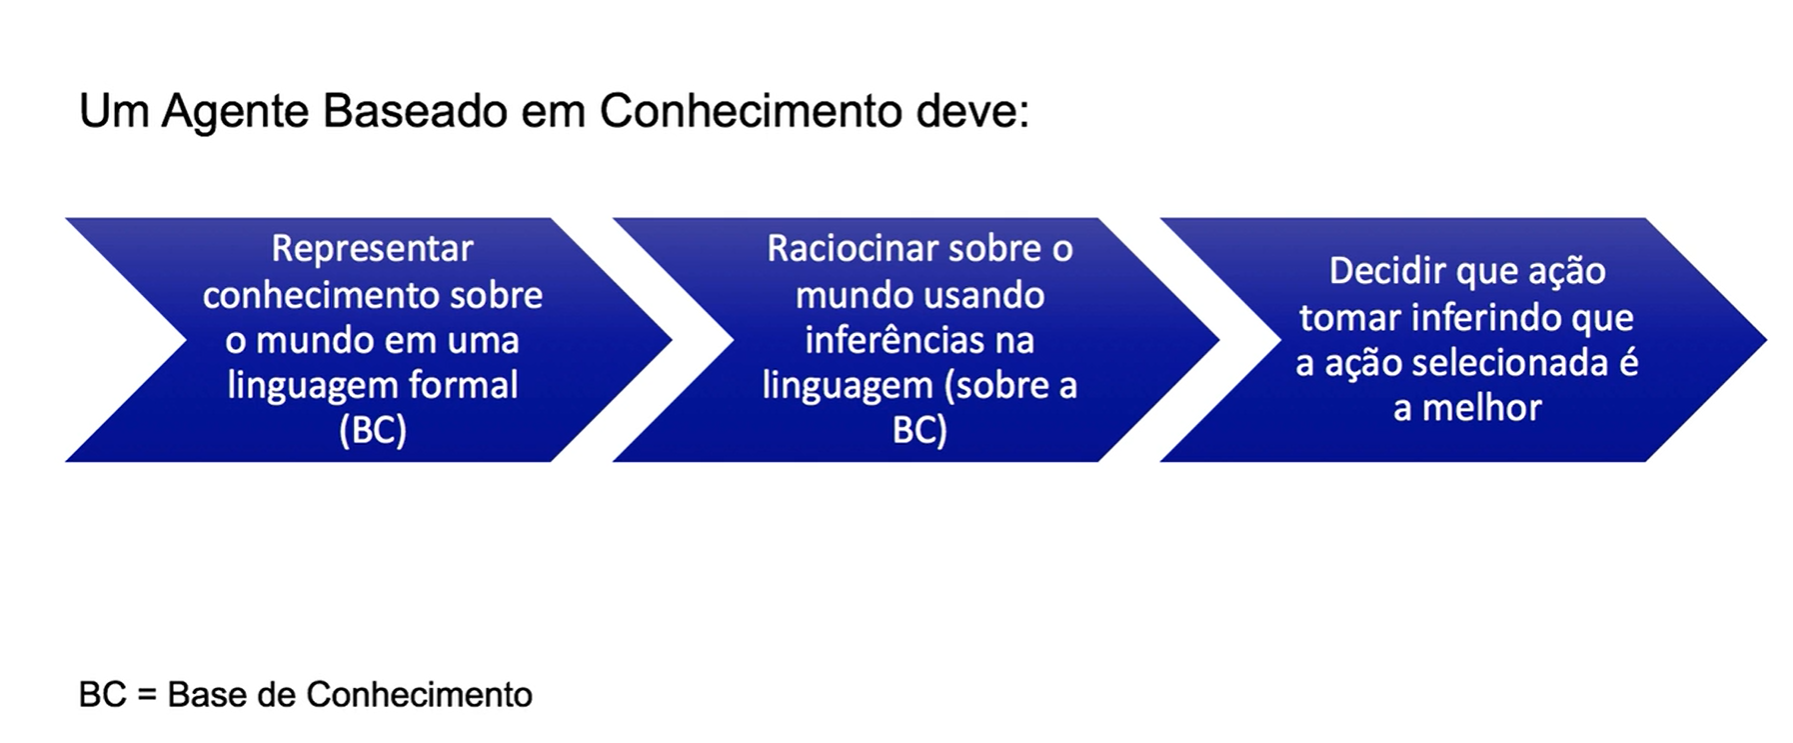 Um Agente Baseado em Conhecimento deve:
Representar
conhecimento sobre
o mundo em uma
linguagem formal
(BC)
Raciocinar sobre o
mundo usando
inferências na
linguagem (sobre a
BC)
Decidir que ação
tomar inferindo que
a ação selecionada é
a melhor
BC = Base de Conhecimento